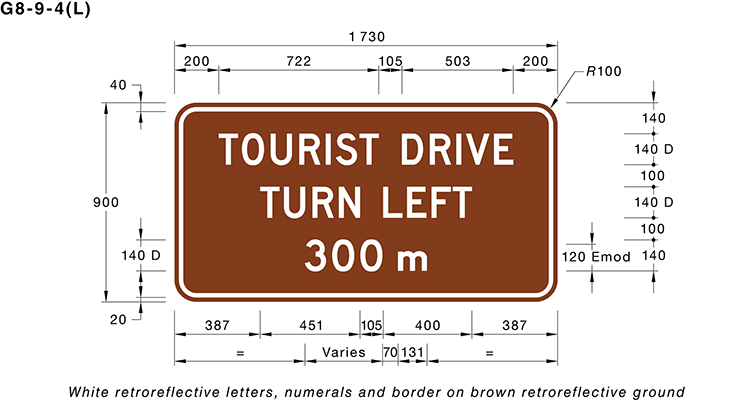 G8-9-4(L)
1 730
200 722 105 503 200
R100
40
140
140 D
100
140 D
100
140
900
140 D
20
120 Emod
TOURIST DRIVE
TURN LEFT
300 m
387 451 105 400 387
= Varies 70 131 =
White retroreflective letters, numerals and border on brown retroreflective ground